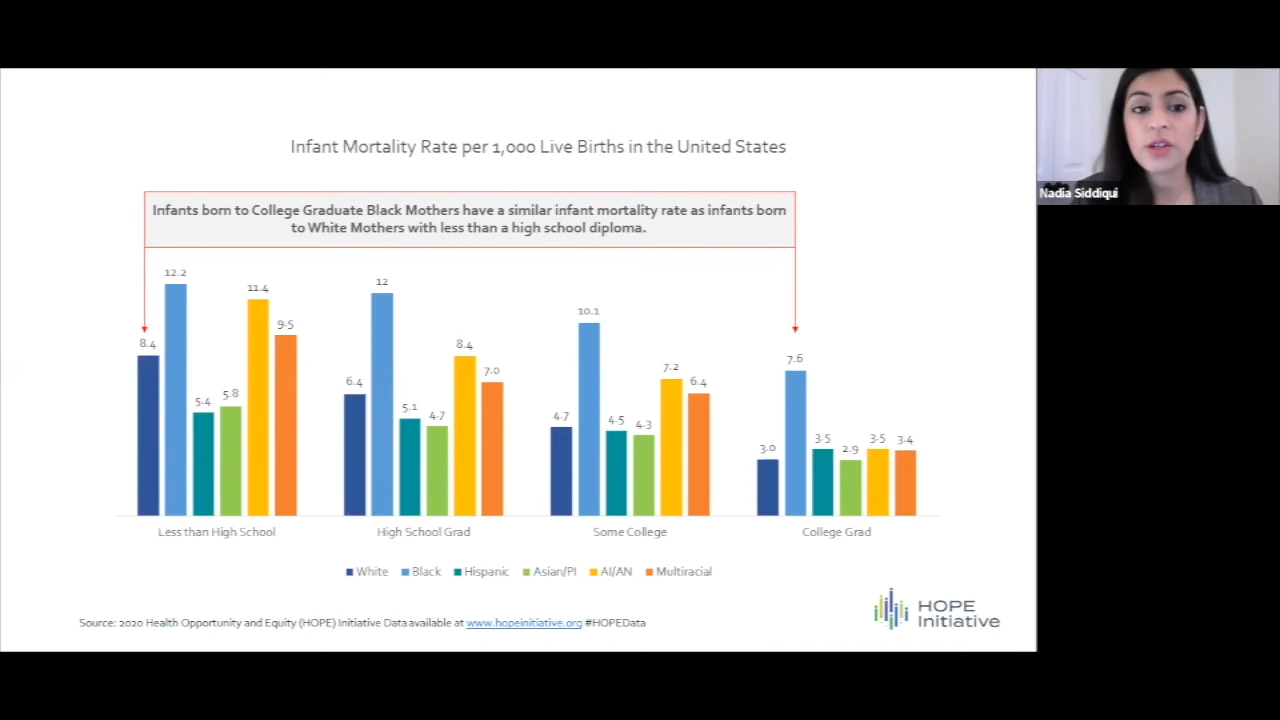 Infant Mortality Rate per 1,000 Live Births in the United States
Nadia Siddiqui
Infants born to College Graduate Black Mothers have a similar infant mortality rate as infants born
to White Mothers with less than a high school diploma.
8.4
12.2
5.4
5.8
11.4
9.5
6.4
12
5.1
4.7
8.4
7.0
4.7
10.1
4.5
4.3
7.2
6.4
3.0
7.6
3.5
2.9
3.5
3.4
Less than High School
High School Grad
Some College
College Grad
White
Black
Hispanic
Asian/PI
AI/AN
Multiracial
Source: 2020 Health Opportunity and Equity (HOPE) Initiative Data available at www.hopeinitiative.org #HOPEData
HOPE
Initiative